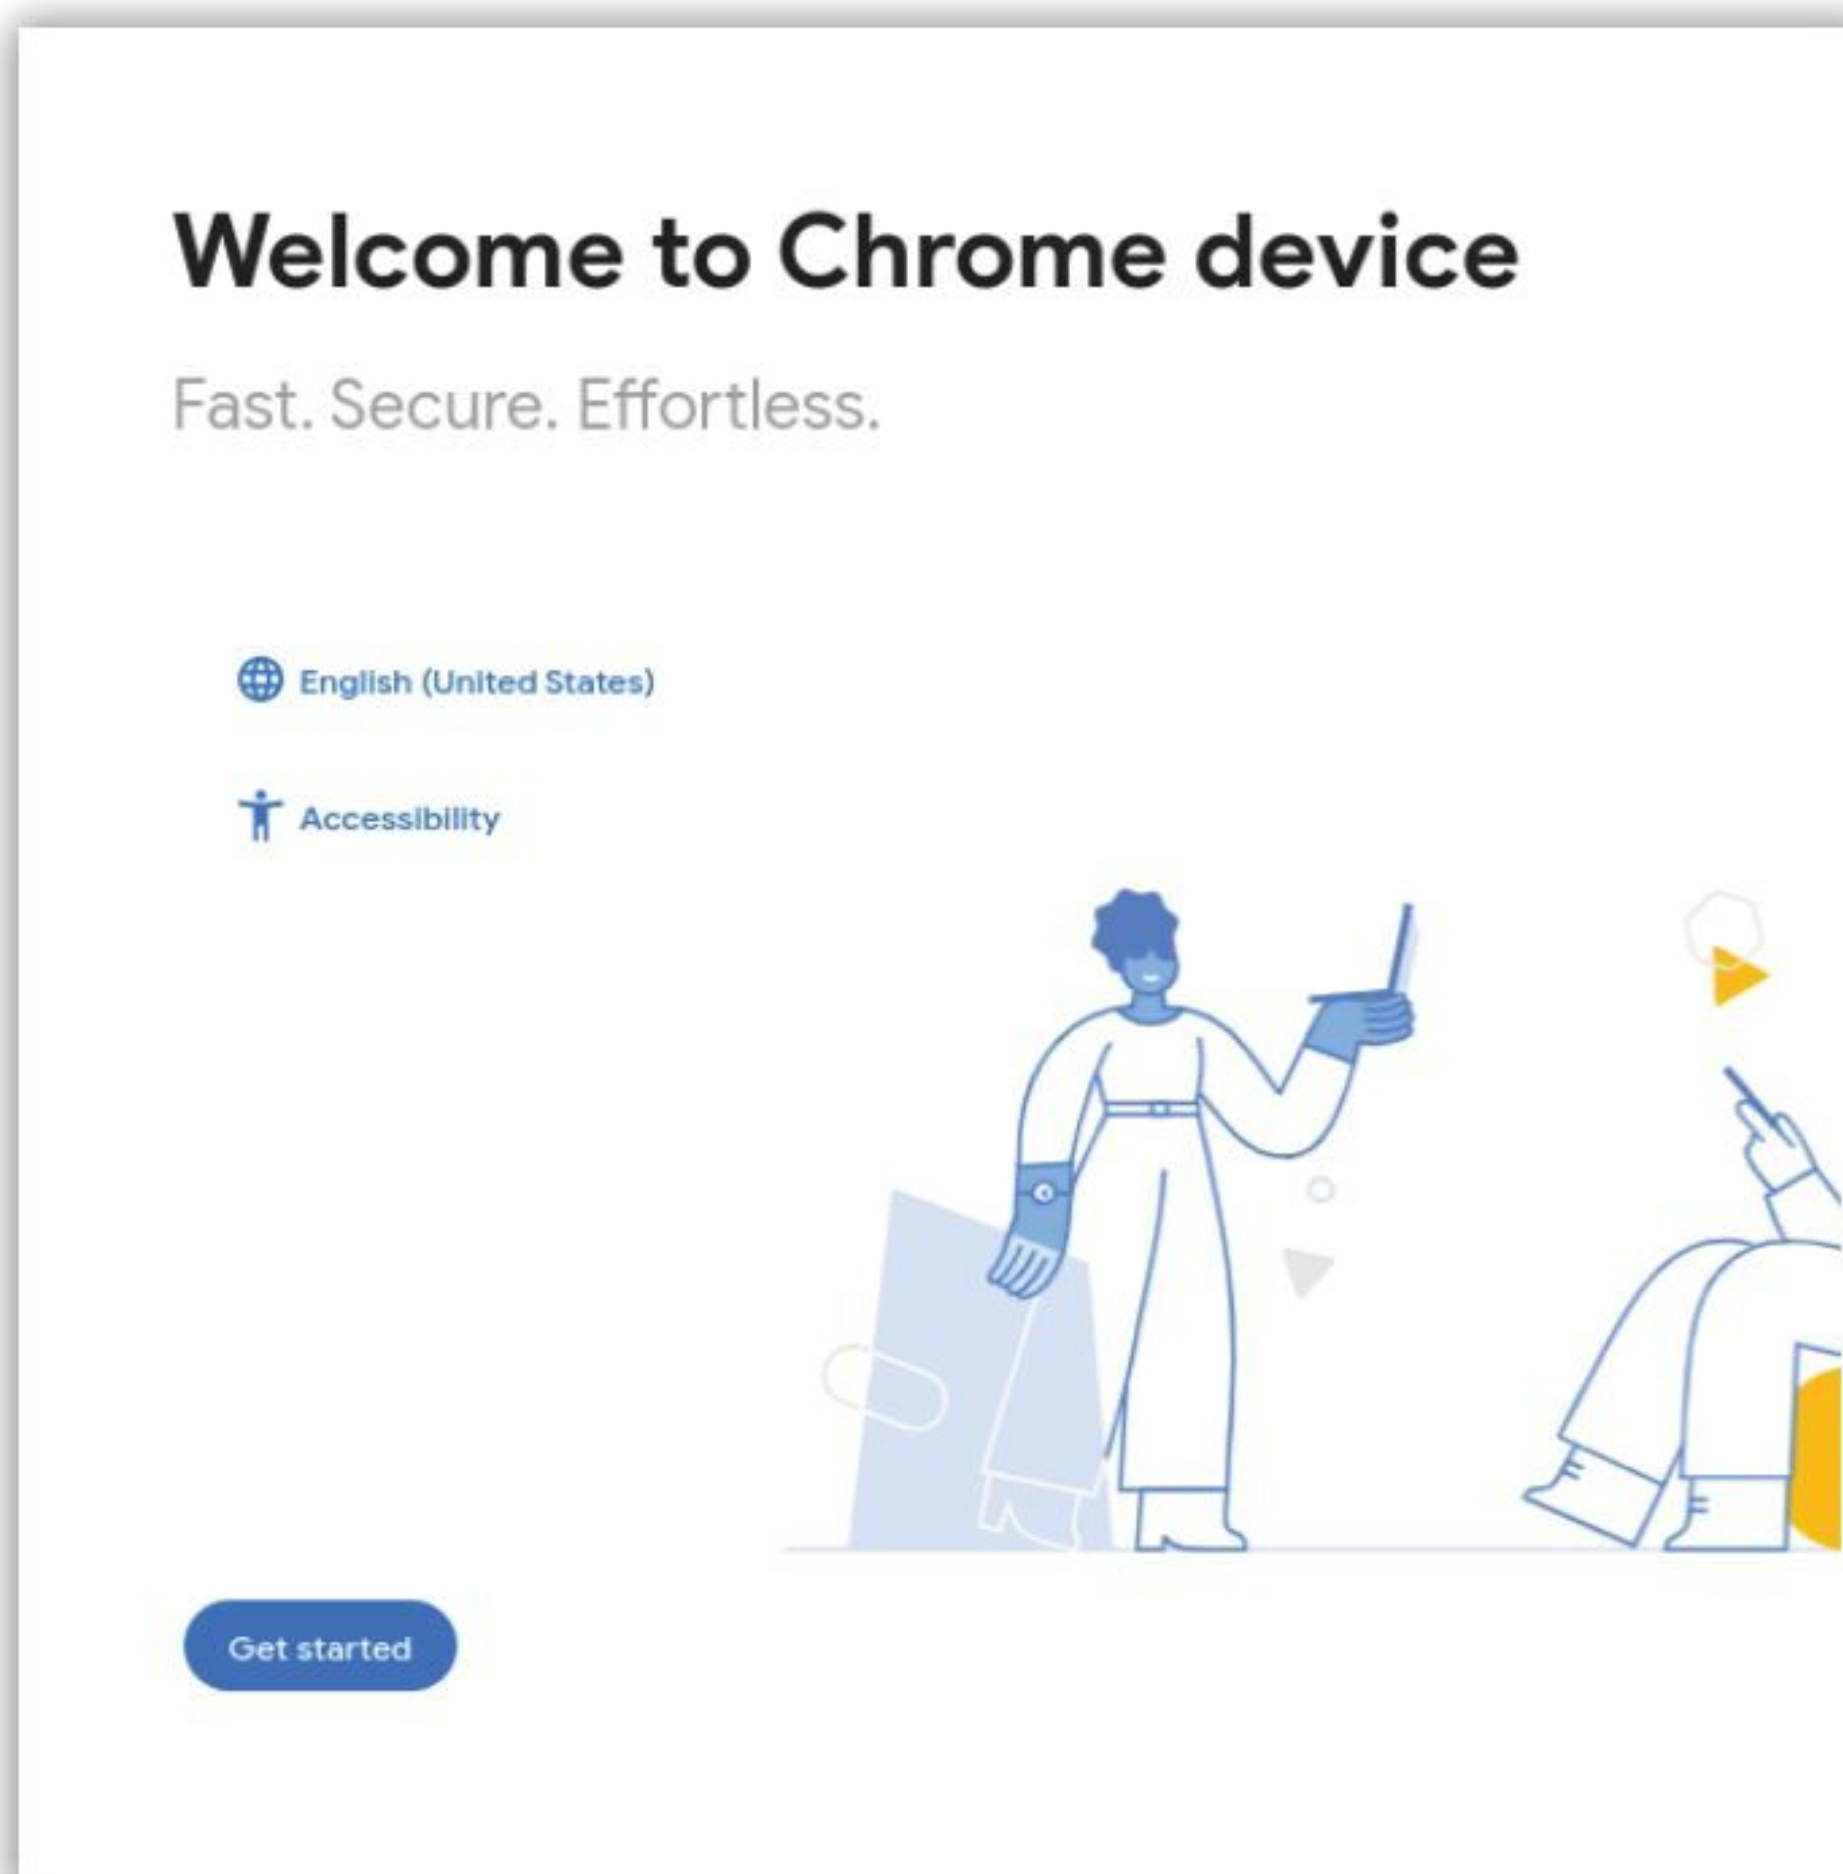 Welcome to Chrome device
Fast. Secure. Effortless.
English (United States)
Accessibility
Get started